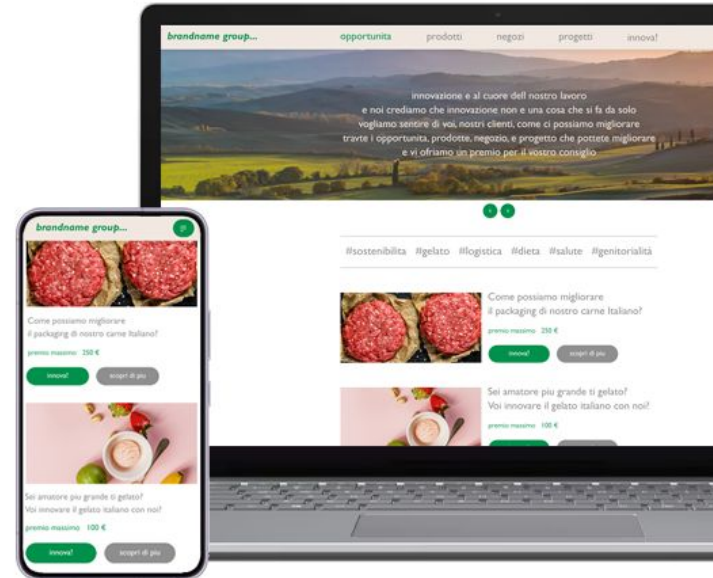 brandname group...
opportunita prodotti negozi progetti innova!
innovazione e al cuore dell nostro lavoro
e noi crediamo che innovazione non e una cosa che si fa da solo
vogliamo sentire di voi, nostri clienti, come ci possiamo migliorare
travte i opportunita, prodotte, negozio, e progetto che pottete migliorare
e vi ofriamo un premio per il vostro consiglio
#sostenibilita #gelato #logistica #dieta #salute #genitorialità
Come possiamo migliorare
il packaging di nostro carne Italiano?
premio massimo 250 €
innova! scopri di piu
Sei amatore piu grande ti gelato?
Voi innovare il gelato italiano con noi?
premio massimo 100 €
brandname group...
Come possiamo migliorare
il packaging di nostro carne Italiano?
premio massimo 250 €
innova! scopri di piu
Sei amatore piu grande ti gelato?
Voi innovare il gelato italiano con noi?
premio massimo 100 €
innova! scopri di piu